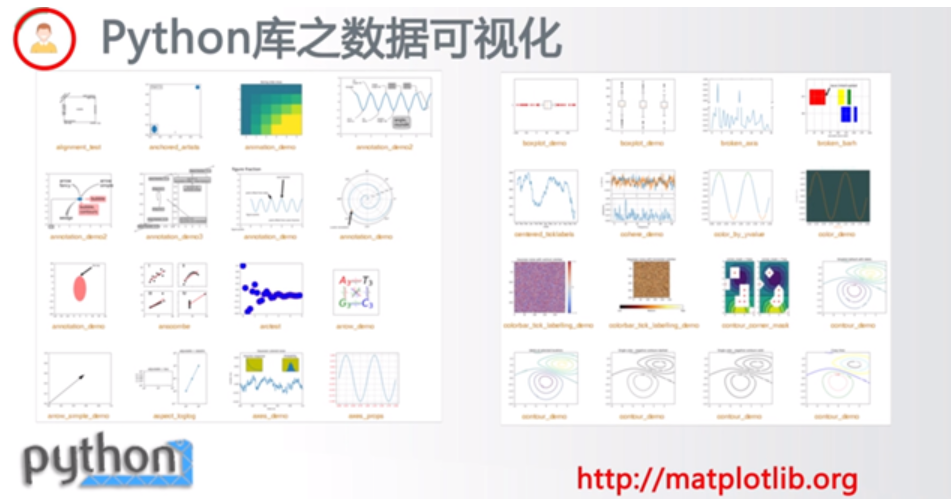 Python库之数据可视化
alignment_test
anchored_artists
animation_demo
annotation_demo2
boxplot_demo
boxplot_demo
broken_axis
broken_barh
annotation_demo2
annotation_demo3
annotation_demo
annotation_demo
centered_ticklabels
cohere_demo
color_by_yvalue
color_demo
annotation_demo
anscombe
arctest
arrow_demo
colorbar_tick_labelling_demo
colorbar_tick_labelling_demo
contour_corner_mask
contour_demo
arrow_simple_demo
aspect_loglog
axes_demo
axes_props
contour_demo
contour_demo
contour_demo
contour_demo
python
http://matplotlib.org